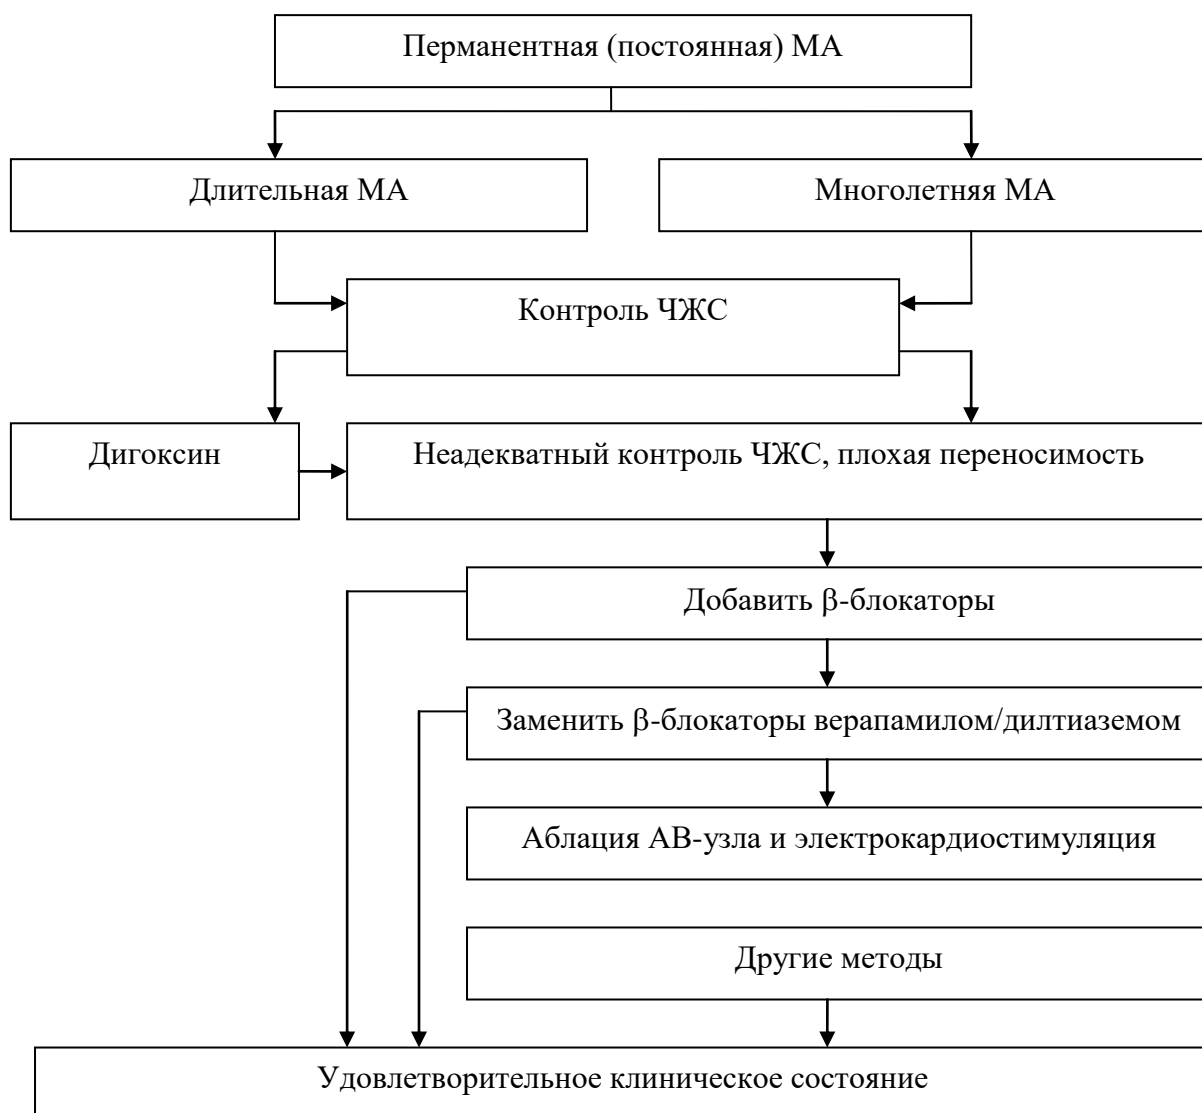 Перманентная (постоянная) МА
Длительная МА
Многолетняя МА
Контроль ЧЖС
Дигоксин
Неадекватный контроль ЧЖС, плохая переносимость
Добавить β-блокаторы
Заменить β-блокаторы верапамилом/дилтиаземом
Аблация АВ-узла и электрокардиостимуляция
Другие методы
Удовлетворительное клиническое состояние